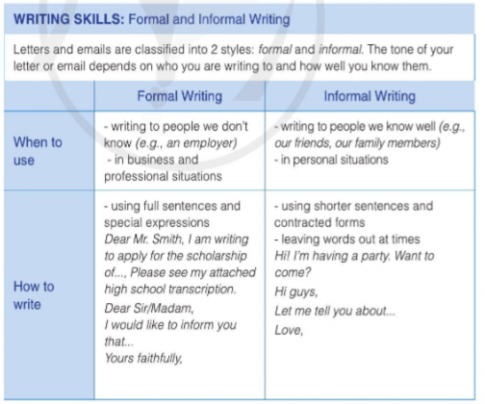 WRITING SKILLS: Formal and Informal Writing
Letters and emails are classified into 2 styles: formal and informal. The tone of your
letter or email depends on who you are writing to and how well you know them.
Formal Writing
Informal Writing
When to
use
- writing to people we don't
know (e.g., an employer)
- in business and
professional situations
- writing to people we know well (e.g.,
our friends, our family members)
- in personal situations
How to
write
- using full sentences and
special expressions
Dear Mr. Smith, I am writing
to apply for the scholarship
of..., Please see my attached
high school transcription.
Dear Sir/Madam,
I would like to inform you
that...
Yours faithfully,
- using shorter sentences and
contracted forms
- leaving words out at times
Hi! I'm having a party. Want to
come?
Hi guys,
Let me tell you about...
Love,